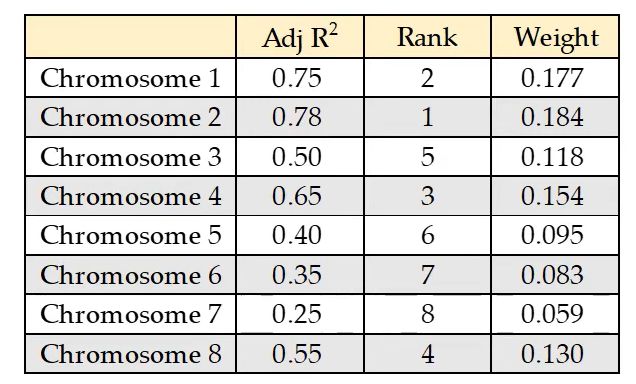 Adj R² Rank Weight
Chromosome 1 0.75 2 0.177
Chromosome 2 0.78 1 0.184
Chromosome 3 0.50 5 0.118
Chromosome 4 0.65 3 0.154
Chromosome 5 0.40 6 0.095
Chromosome 6 0.35 7 0.083
Chromosome 7 0.25 8 0.059
Chromosome 8 0.55 4 0.130